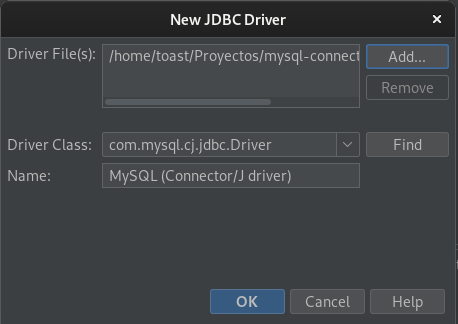 New JDBC Driver
Driver File(s):
/home/toast/Proyectos/mysql-connect
Add...
Remove
Driver Class:
com.mysql.cj.jdbc.Driver
Find
Name:
MySQL (Connector/J driver)
OK
Cancel
Help